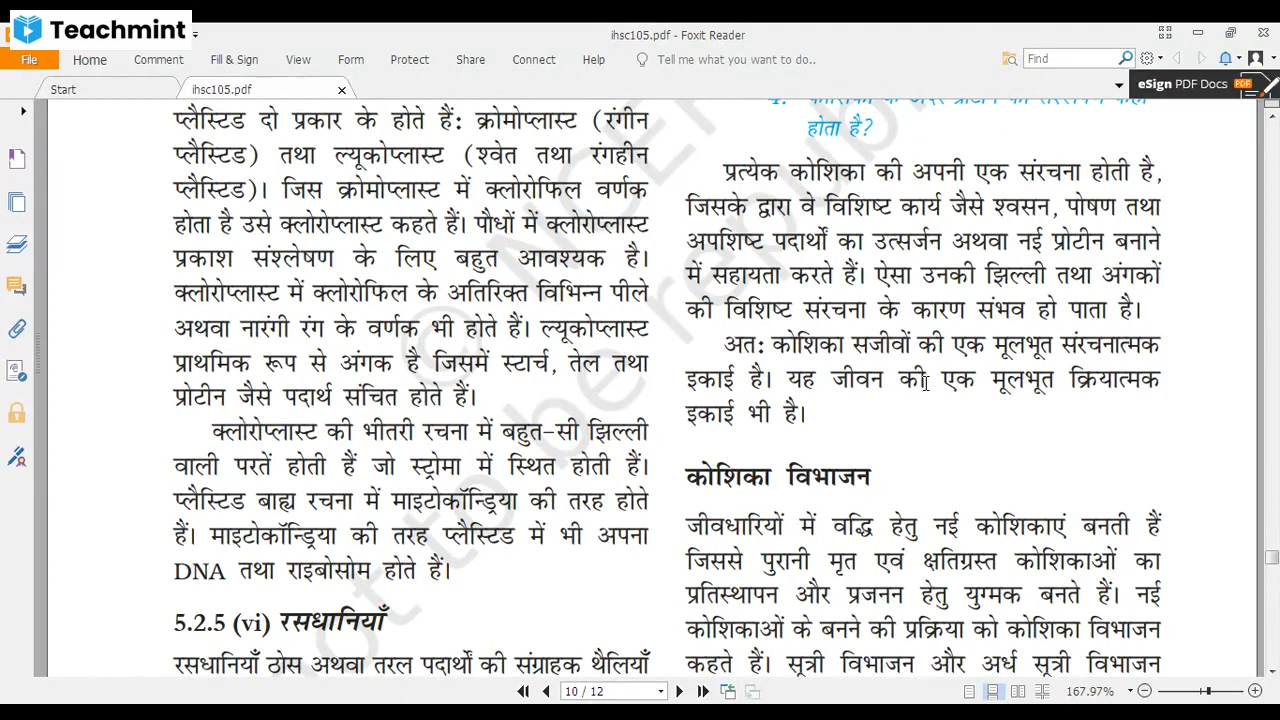 Teachmint
ihsc105.pdf - Foxit Reader
File Home Comment Fill & Sign View Form Protect Share Connect Help Tell me what you want to do.. Find
Start ihsc105.pdf eSign PDF Docs
प्लैस्टिड दो प्रकार के होते हैं: क्रोमोप्लास्ट (रंगीन
प्लैस्टिड) तथा ल्यूकोप्लास्ट (श्वेत तथा रंगहीन
प्लैस्टिड)। जिस क्रोमोप्लास्ट में क्लोरोफिल वर्णक
होता है उसे क्लोरोप्लास्ट कहते हैं। पौधों में क्लोरोप्लास्ट
प्रकाश संश्लेषण के लिए बहुत आवश्यक है।
क्लोरोप्लास्ट में क्लोरोफिल के अतिरिक्त विभिन्न पीले
अथवा नारंगी रंग के वर्णक भी होते हैं। ल्यूकोप्लास्ट
प्राथमिक रूप से अंगक है जिसमें स्टार्च, तेल तथा
प्रोटीन जैसे पदार्थ संचित होते हैं।
क्लोरोप्लास्ट की भीतरी रचना में बहुत-सी झिल्ली
वाली परतें होती हैं जो स्ट्रोमा में स्थित होती हैं।
प्लैस्टिड बाह्य रचना में माइटोकॉन्ड्रिया की तरह होते
हैं। माइटोकॉन्ड्रिया की तरह प्लैस्टिड में भी अपना
DNA तथा राइबोसोम होते हैं।
5.2.5 (vi) रसधानियाँ
रसधानियाँ ठोस अथवा तरल पदार्थों की संग्राहक थैलियाँ
होता है?
प्रत्येक कोशिका की अपनी एक संरचना होती है,
जिसके द्वारा वे विशिष्ट कार्य जैसे श्वसन, पोषण तथा
अपशिष्ट पदार्थों का उत्सर्जन अथवा नई प्रोटीन बनाने
में सहायता करते हैं। ऐसा उनकी झिल्ली तथा अंगकों
की विशिष्ट संरचना के कारण संभव हो पाता है।
अत: कोशिका सजीवों की एक मूलभूत संरचनात्मक
इकाई है। यह जीवन की एक मूलभूत क्रियात्मक
इकाई भी है।
कोशिका विभाजन
जीवधारियों में वद्धि हेतु नई कोशिकाएं बनती हैं
जिससे पुरानी मृत एवं क्षतिग्रस्त कोशिकाओं का
प्रतिस्थापन और प्रजनन हेतु युग्मक बनते हैं। नई
कोशिकाओं के बनने की प्रक्रिया को कोशिका विभाजन
कहते हैं। सूत्री विभाजन और अर्ध सूत्री विभाजन
10 / 12 167.97%